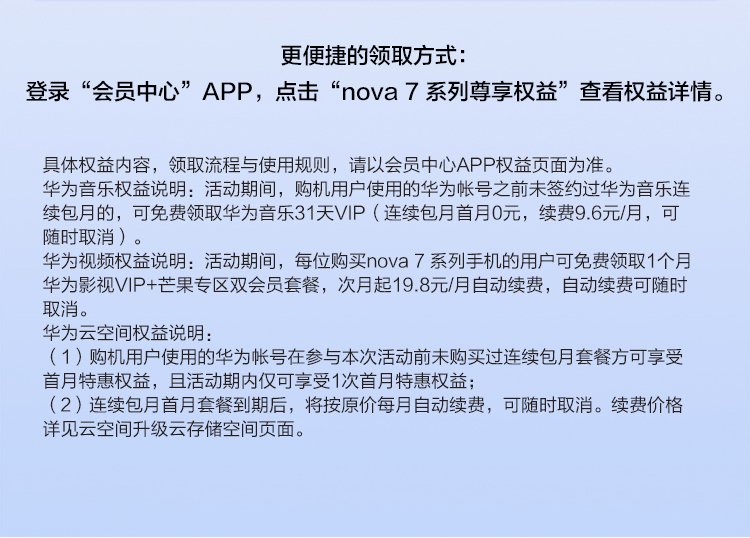 更便捷的领取方式：
登录“会员中心”APP，点击“nova 7 系列尊享权益”查看权益详情。
具体权益内容，领取流程与使用规则，请以会员中心APP权益页面为准。
华为音乐权益说明：活动期间，购机用户使用的华为帐号之前未签约过华为音乐连
续包月的，可免费领取华为音乐31天VIP（连续包月首月0元，续费9.6元/月，可
随时取消）。
华为视频权益说明：活动期间，每位购买nova 7 系列手机的用户可免费领取1个月
华为影视VIP+芒果专区双会员套餐，次月起19.8元/月自动续费，自动续费可随时
取消。
华为云空间权益说明：
（1）购机用户使用的华为帐号在参与本次活动前未购买过连续包月套餐方可享受
首月特惠权益，且活动期内仅可享受1次首月特惠权益；
（2）连续包月首月套餐到期后，将按原价每月自动续费，可随时取消。续费价格
详见云空间升级云存储空间页面。